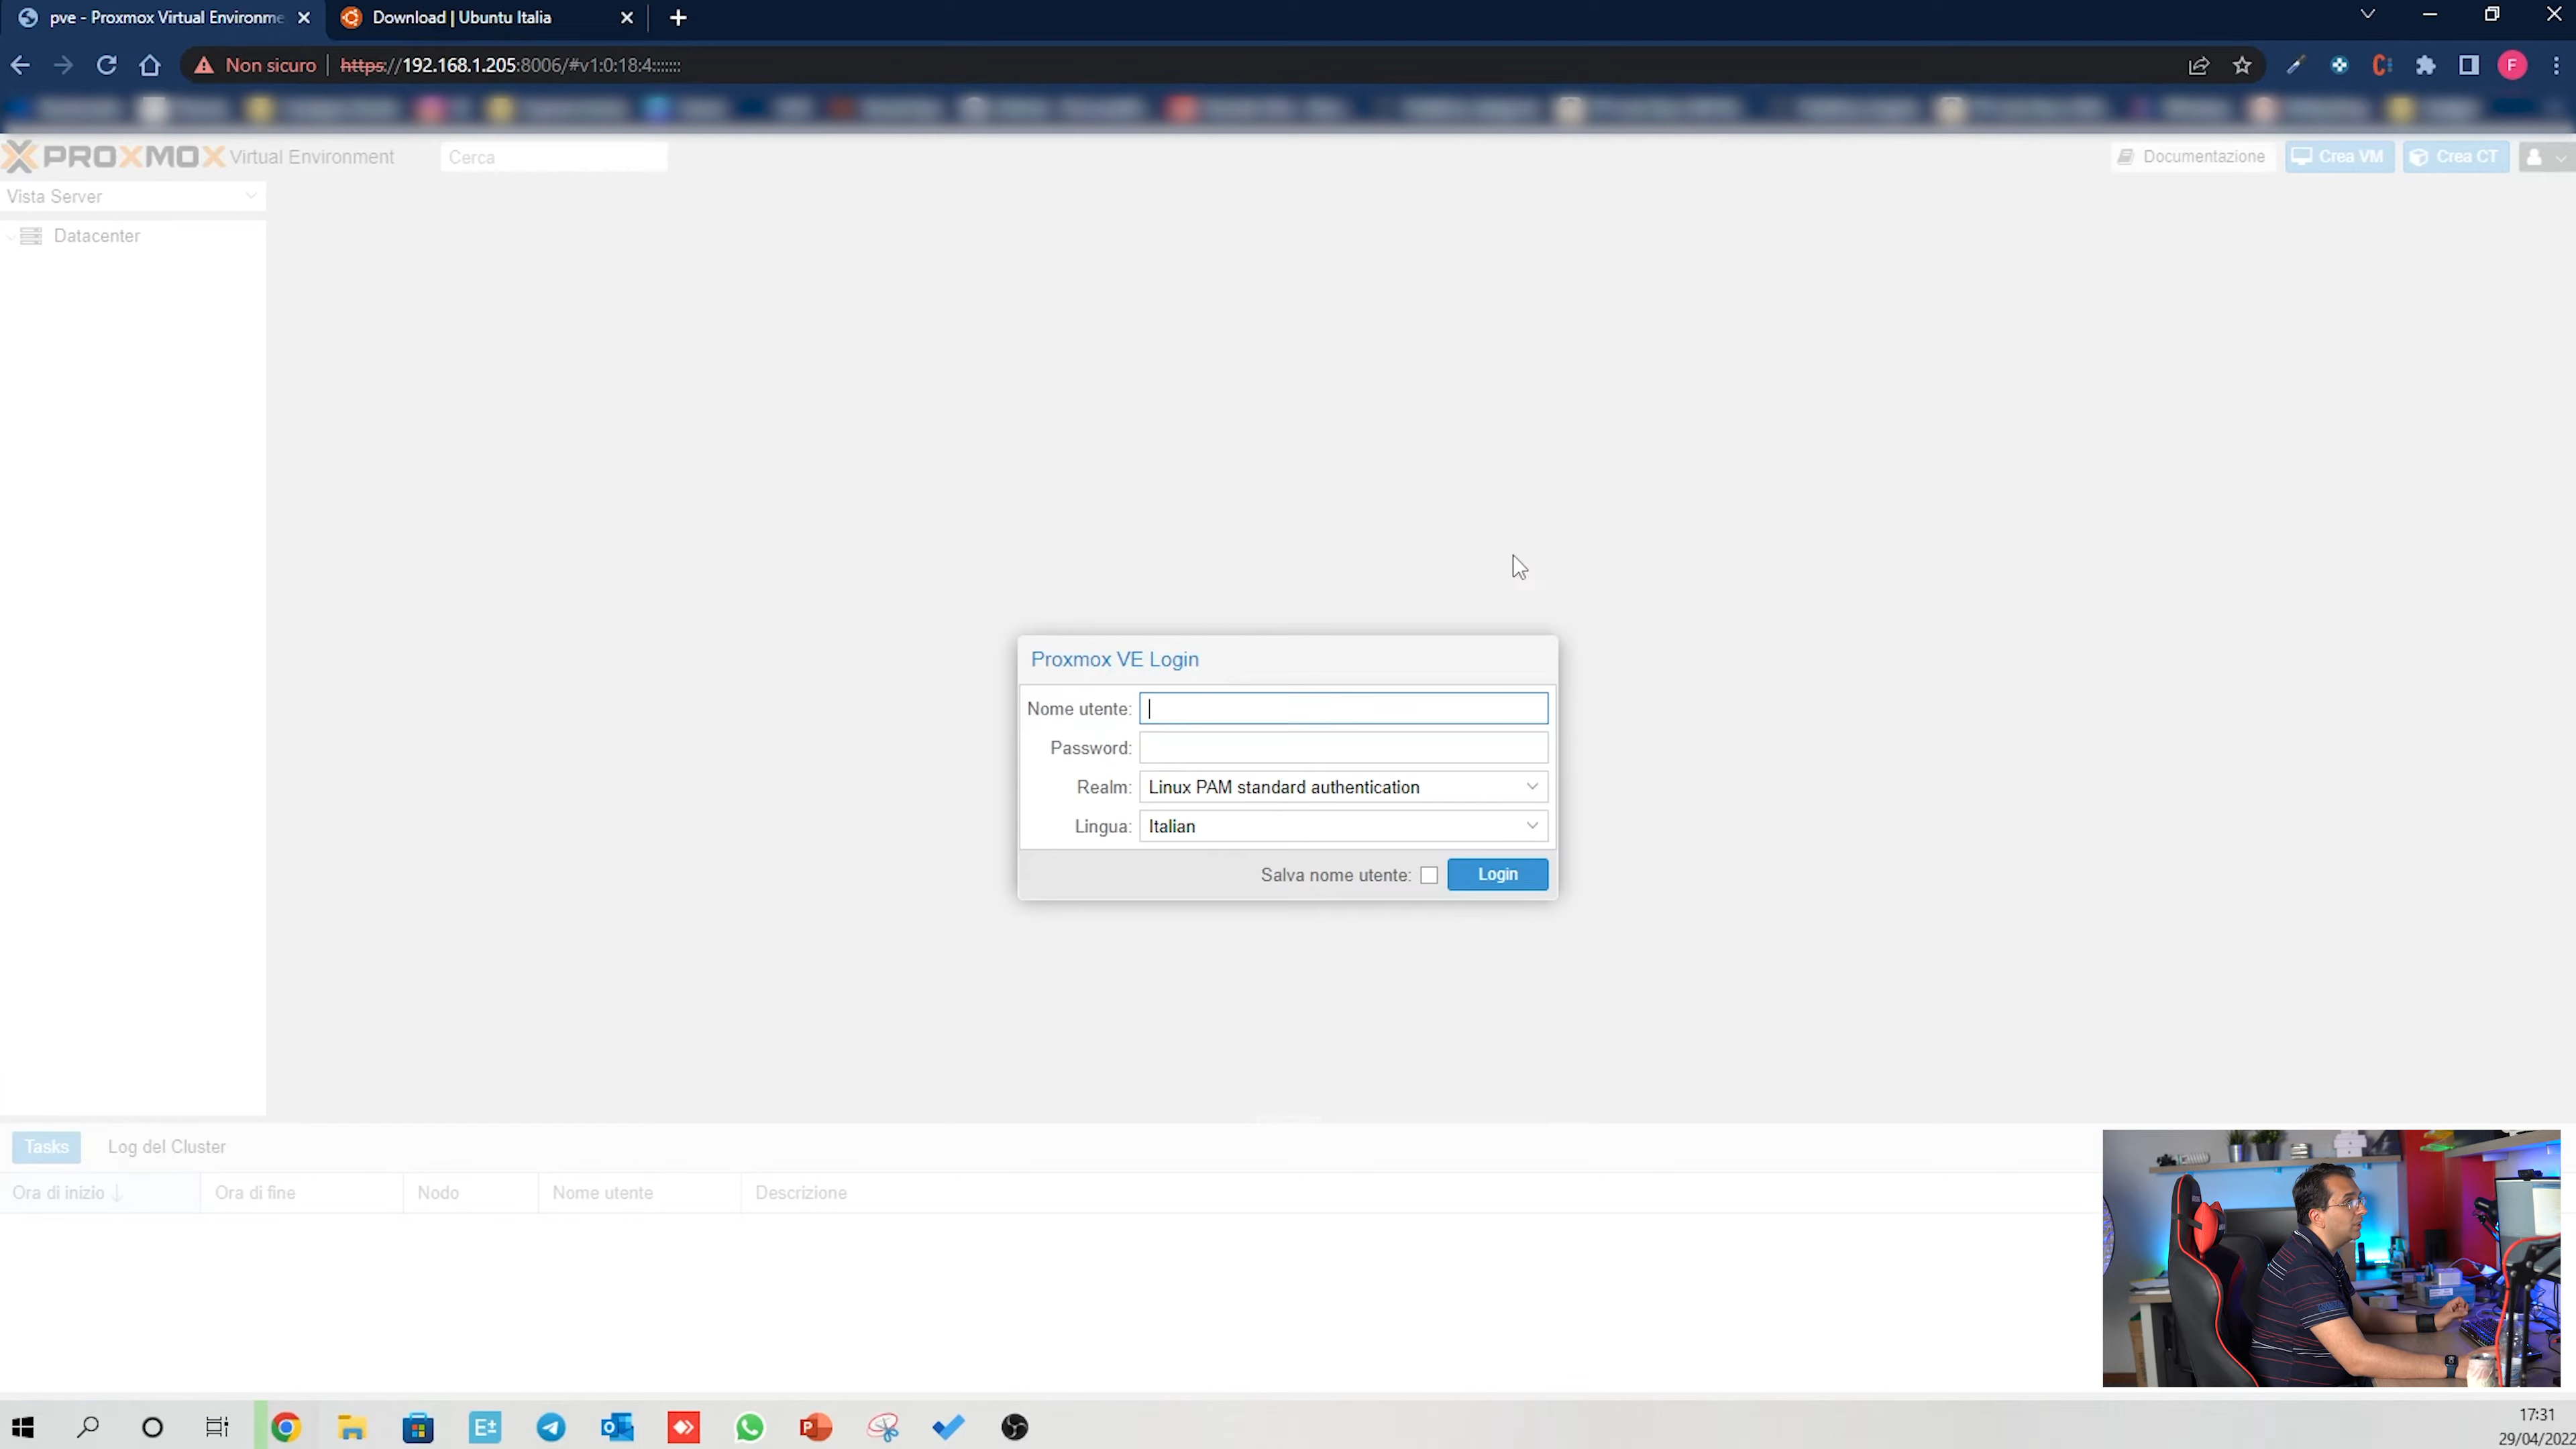 pve - Proxmox Virtual Environme
Download | Ubuntu Italia
Non sicuro
https://192.168.1.205:8006/#v1:0:18:4:::::::
F
PROXMOX Virtual Environment
Cerca
Documentazione
Crea VM
Crea CT
Vista Server
Datacenter
Proxmox VE Login
Nome utente:
Password:
Realm: Linux PAM standard authentication
Lingua: Italian
Salva nome utente:
Login
Tasks
Log del Cluster
Ora di inizio
Ora di fine
Nodo
Nome utente
Descrizione
17:31
29/04/2022